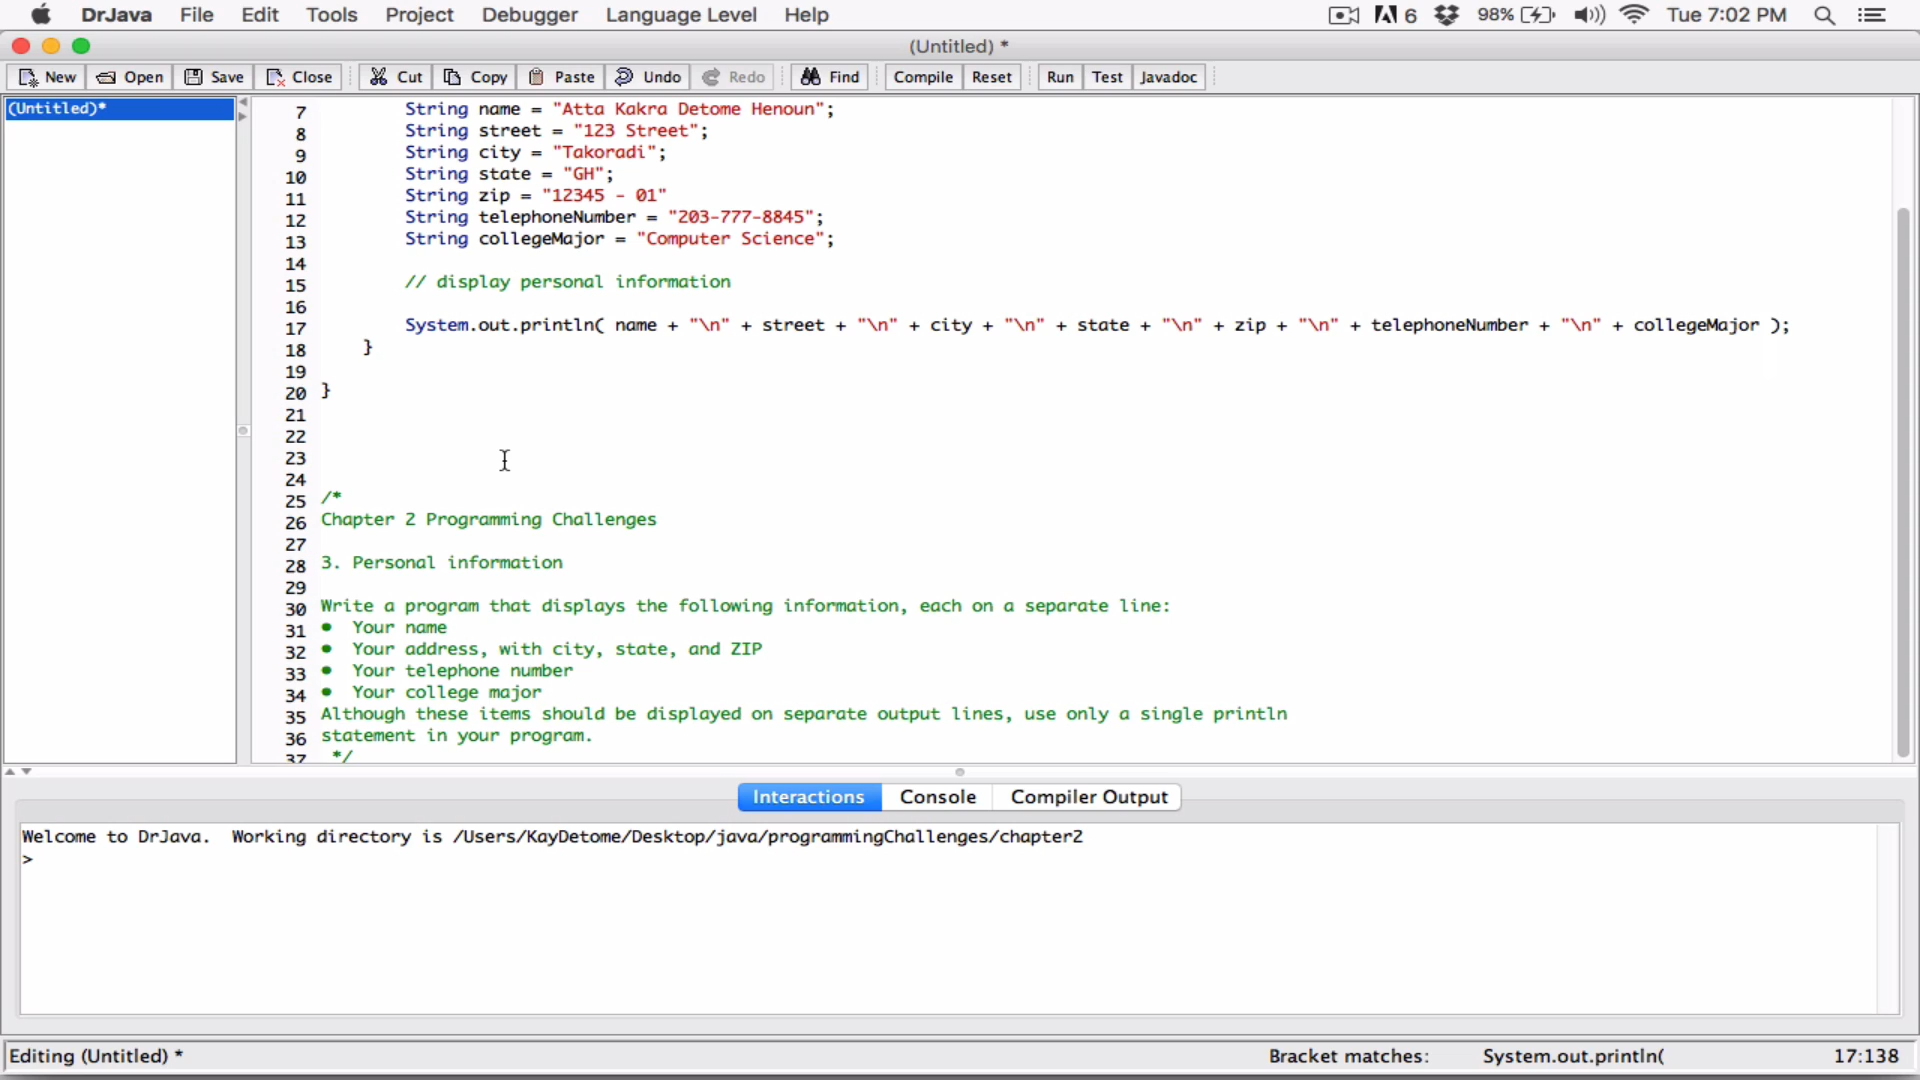 DrJava File Edit Tools Project Debugger Language Level Help 6 98% Tue 7:02 PM
(Untitled) *
New Open Save Close Cut Copy Paste Undo Redo Find Compile Reset Run Test Javadoc
(Untitled)*
7 String name = "Atta Kakra Detome Henoun";
8 String street = "123 Street";
9 String city = "Takoradi";
10 String state = "GH";
11 String zip = "12345 - 01"
12 String telephoneNumber = "203-777-8845";
13 String collegeMajor = "Computer Science";
14
15 // display personal information
16
17 System.out.println( name + "\n" + street + "\n" + city + "\n" + state + "\n" + zip + "\n" + telephoneNumber + "\n" + collegeMajor );
18 }
19
20 }
21
22
23
24
25 /*
26 Chapter 2 Programming Challenges
27
28 3. Personal information
29
30 Write a program that displays the following information, each on a separate line:
31 • Your name
32 • Your address, with city, state, and ZIP
33 • Your telephone number
34 • Your college major
35 Although these items should be displayed on separate output lines, use only a single println
36 statement in your program.
37 */
Interactions Console Compiler Output
Welcome to DrJava. Working directory is /Users/KayDetome/Desktop/java/programmingChallenges/chapter2
>
Editing (Untitled) * Bracket matches: System.out.println( 17:138